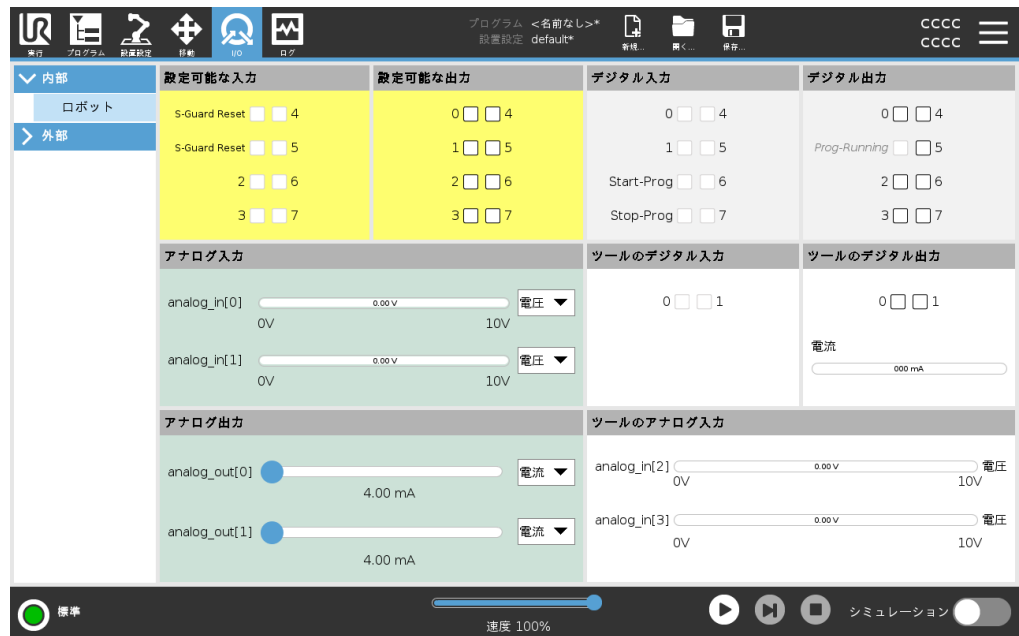 UR
実行
プログラム
設置設定
移動
I/O
ログ
プログラム <名前なし>*
設置設定 default*
新規...
開く...
保存...
CCCC
CCCC
内部
ロボット
外部
設定可能な入力
S-Guard Reset 4
S-Guard Reset 5
2 6
3 7
設定可能な出力
0 4
1 5
2 6
3 7
デジタル入力
0 4
1 5
Start-Prog 6
Stop-Prog 7
デジタル出力
0 4
Prog-Running 5
2 6
3 7
アナログ入力
analog_in[0] 0.00 V 電圧
0V 10V
analog_in[1] 0.00 V 電圧
0V 10V
ツールのデジタル入力
0 1
ツールのデジタル出力
0 1
電流
000 mA
アナログ出力
analog_out[0] 電流
4.00 mA
analog_out[1] 電流
4.00 mA
ツールのアナログ入力
analog_in[2] 0.00 V 電圧
0V 10V
analog_in[3] 0.00 V 電圧
0V 10V
標準
速度 100%
シミュレーション